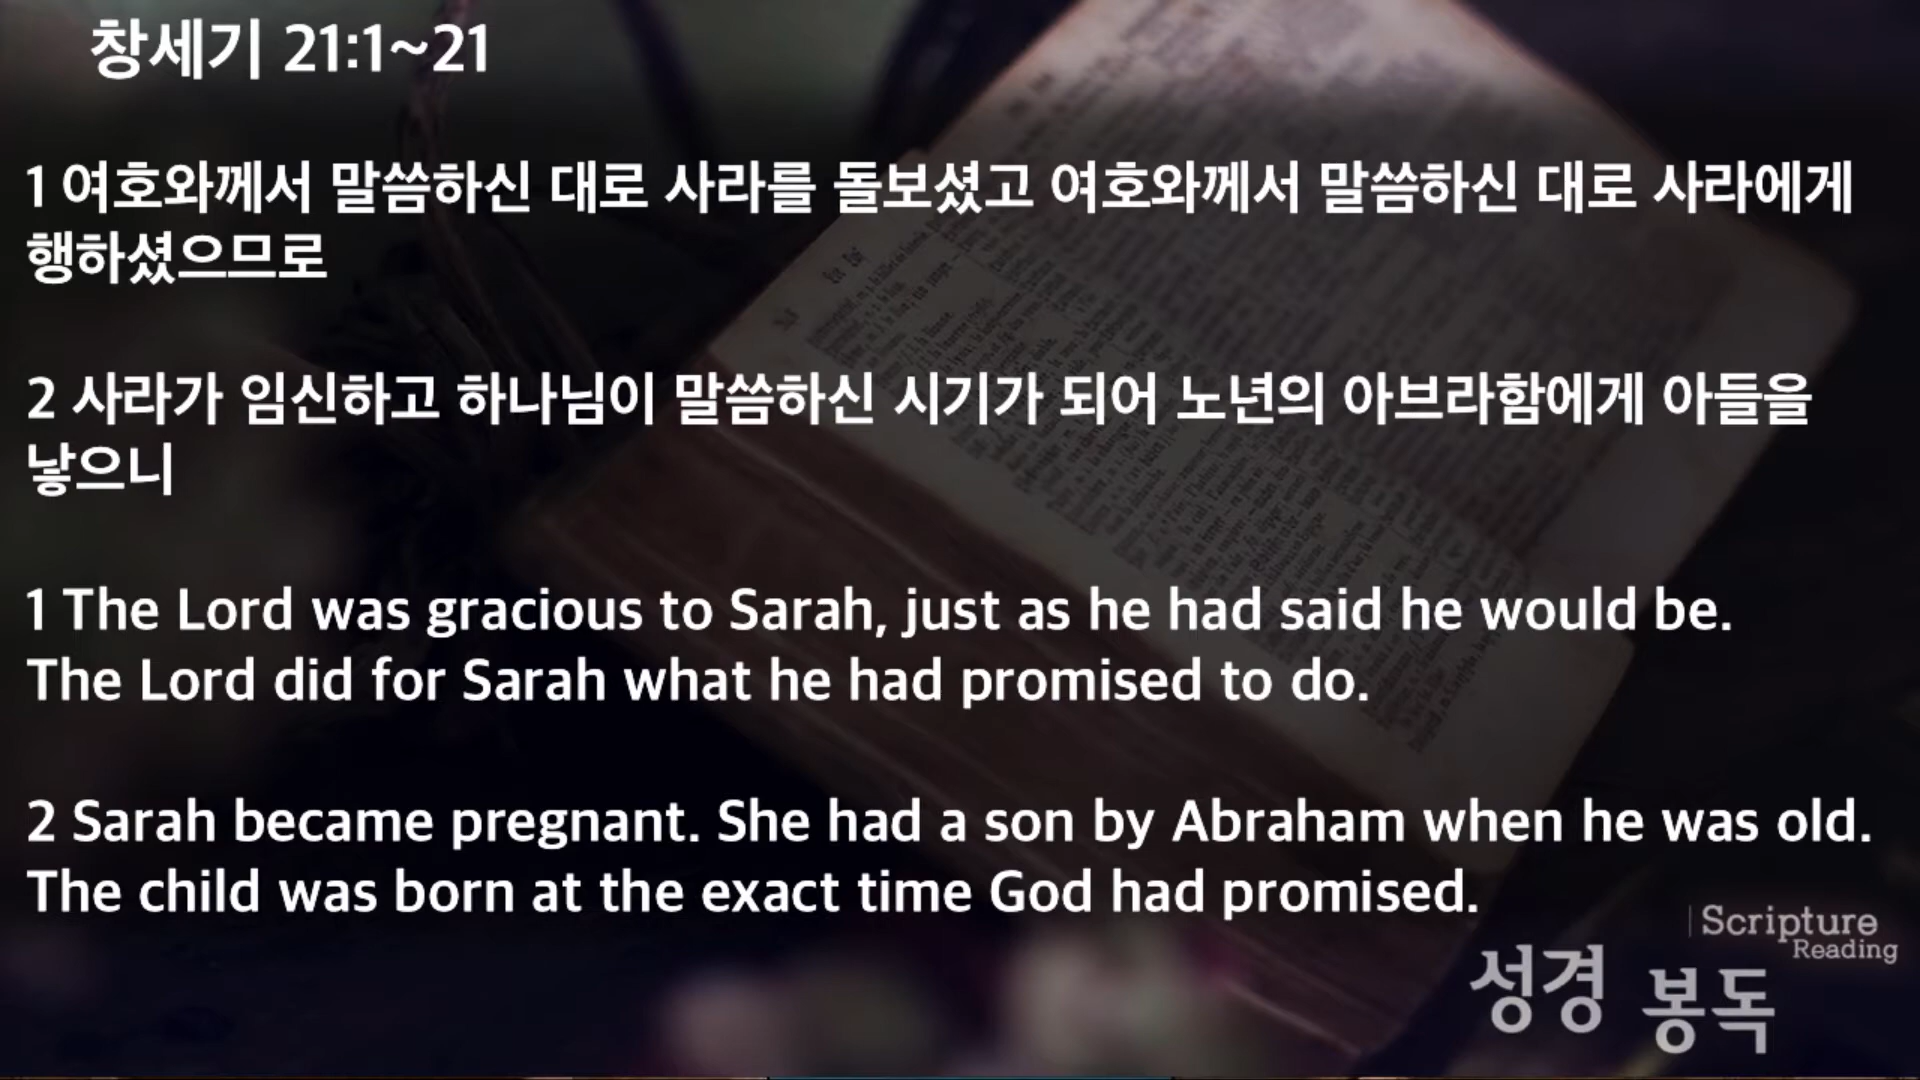 창세기 21:1~21
1 여호와께서 말씀하신 대로 사라를 돌보셨고 여호와께서 말씀하신 대로 사라에게
행하셨으므로
2 사라가 임신하고 하나님이 말씀하신 시기가 되어 노년의 아브라함에게 아들을
낳으니
1 The Lord was gracious to Sarah, just as he had said he would be.
The Lord did for Sarah what he had promised to do.
2 Sarah became pregnant. She had a son by Abraham when he was old.
The child was born at the exact time God had promised.
Scripture
Reading
성경 봉독